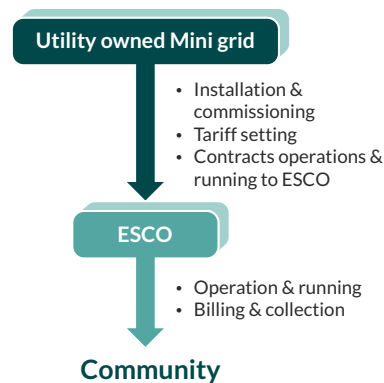 Utility owned Mini grid
• Installation &
commissioning
• Tariff setting
• Contracts operations &
running to ESCO
ESCO
• Operation & running
• Billing & collection
Community